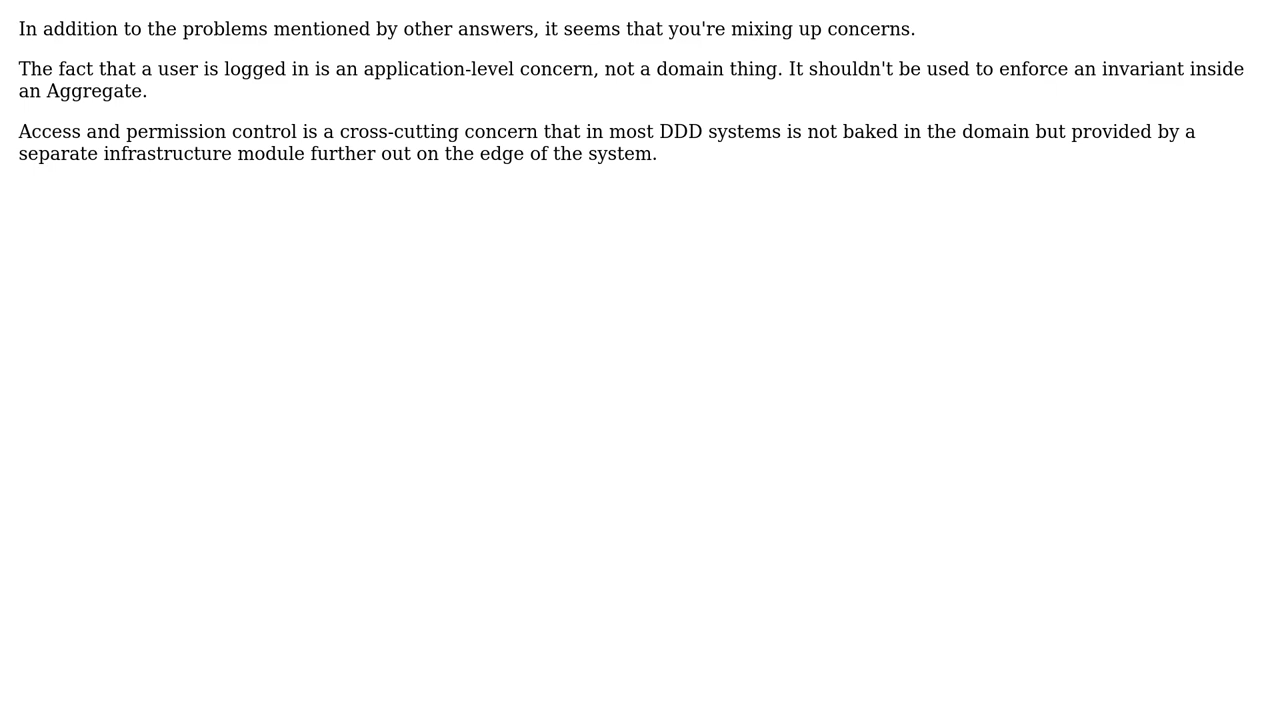 In addition to the problems mentioned by other answers, it seems that you're mixing up concerns.
The fact that a user is logged in is an application-level concern, not a domain thing. It shouldn't be used to enforce an invariant inside
an Aggregate.
Access and permission control is a cross-cutting concern that in most DDD systems is not baked in the domain but provided by a
separate infrastructure module further out on the edge of the system.